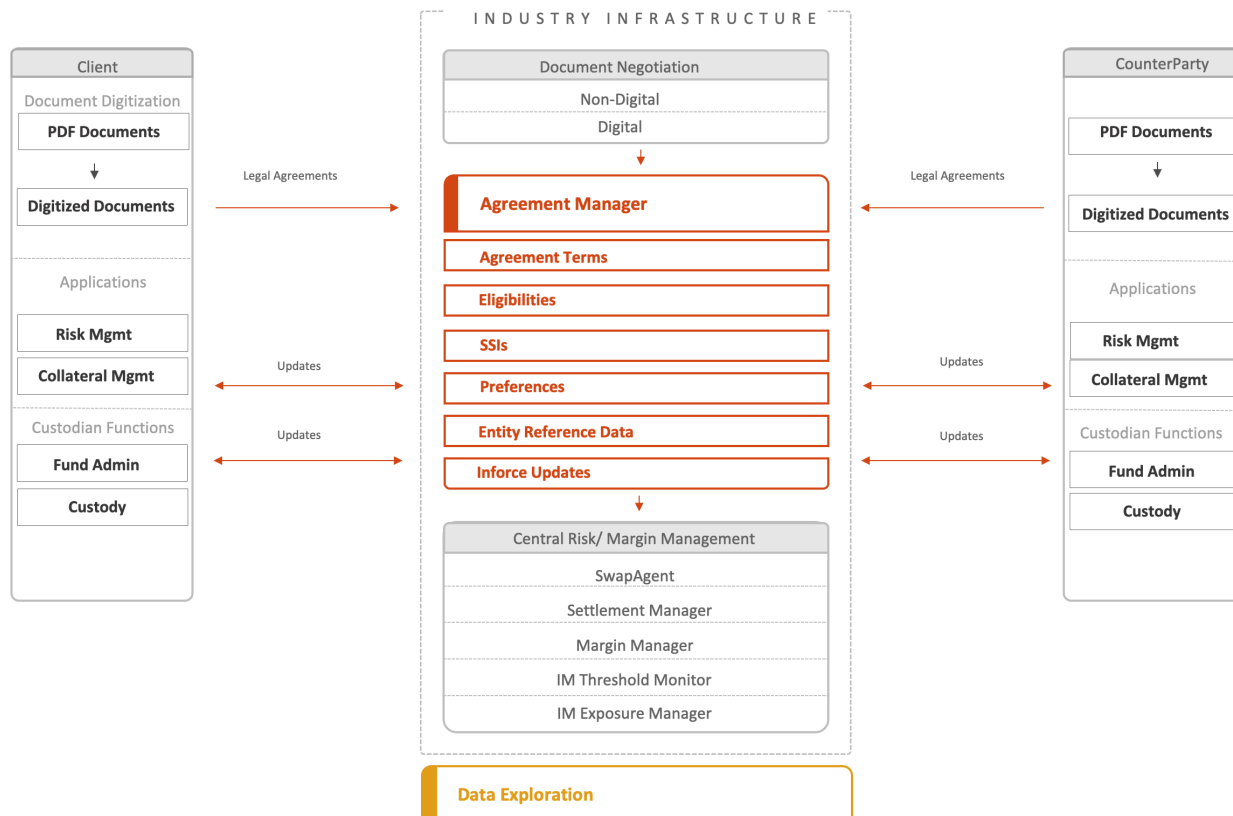 INDUSTRY INFRASTRUCTURE
Client
Document Digitization
PDF Documents
Digitized Documents
Applications
Risk Mgmt
Collateral Mgmt
Custodian Functions
Fund Admin
Custody
Legal Agreements
Updates
Updates
Document Negotiation
Non-Digital
Digital
Agreement Manager
Agreement Terms
Eligibilities
SSIs
Preferences
Entity Reference Data
Inforce Updates
Central Risk/ Margin Management
SwapAgent
Settlement Manager
Margin Manager
IM Threshold Monitor
IM Exposure Manager
Data Exploration
Legal Agreements
Updates
Updates
CounterParty
PDF Documents
Digitized Documents
Applications
Risk Mgmt
Collateral Mgmt
Custodian Functions
Fund Admin
Custody